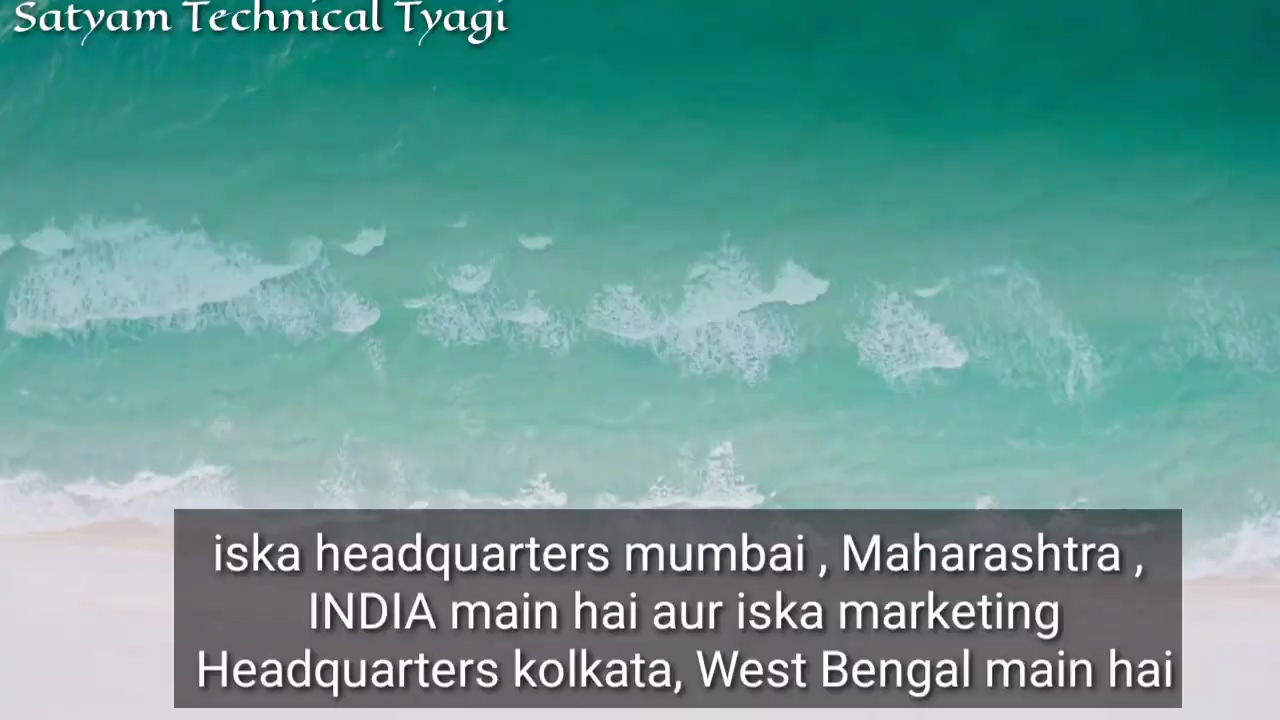 Satyam Technical Tyagi
iska headquarters mumbai , Maharashtra ,
INDIA main hai aur iska marketing
Headquarters kolkata, West Bengal main hai